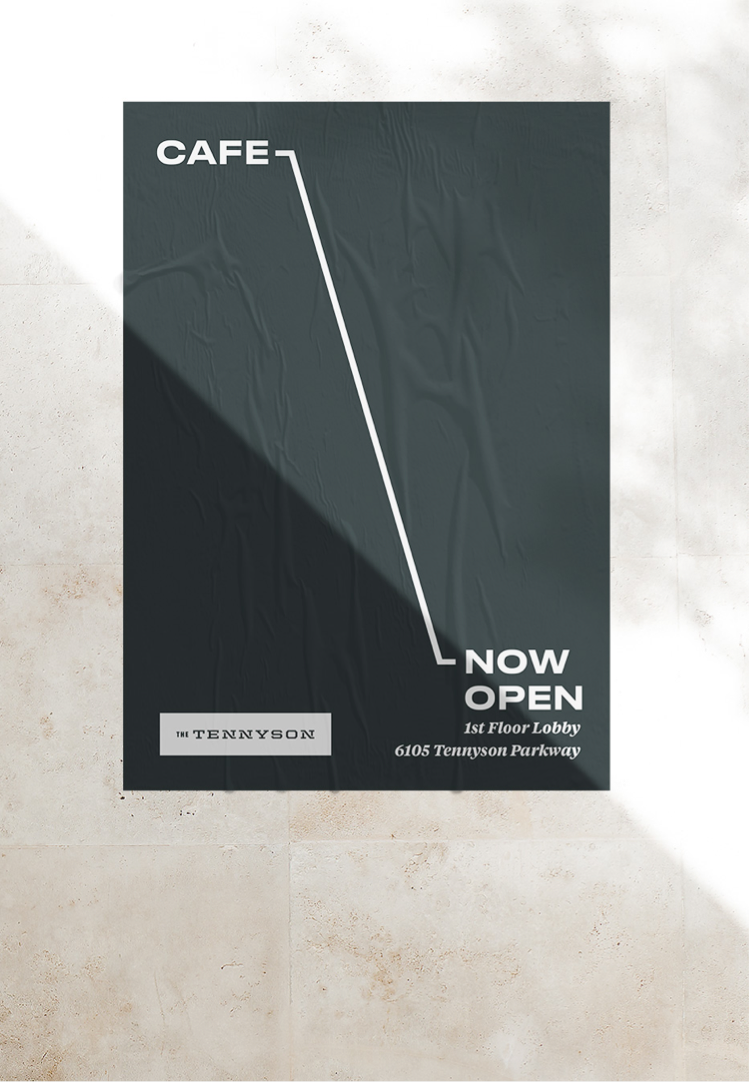 CAFE
NOW
OPEN
1st Floor Lobby
6105 Tennyson Parkway
THE TENNYSON